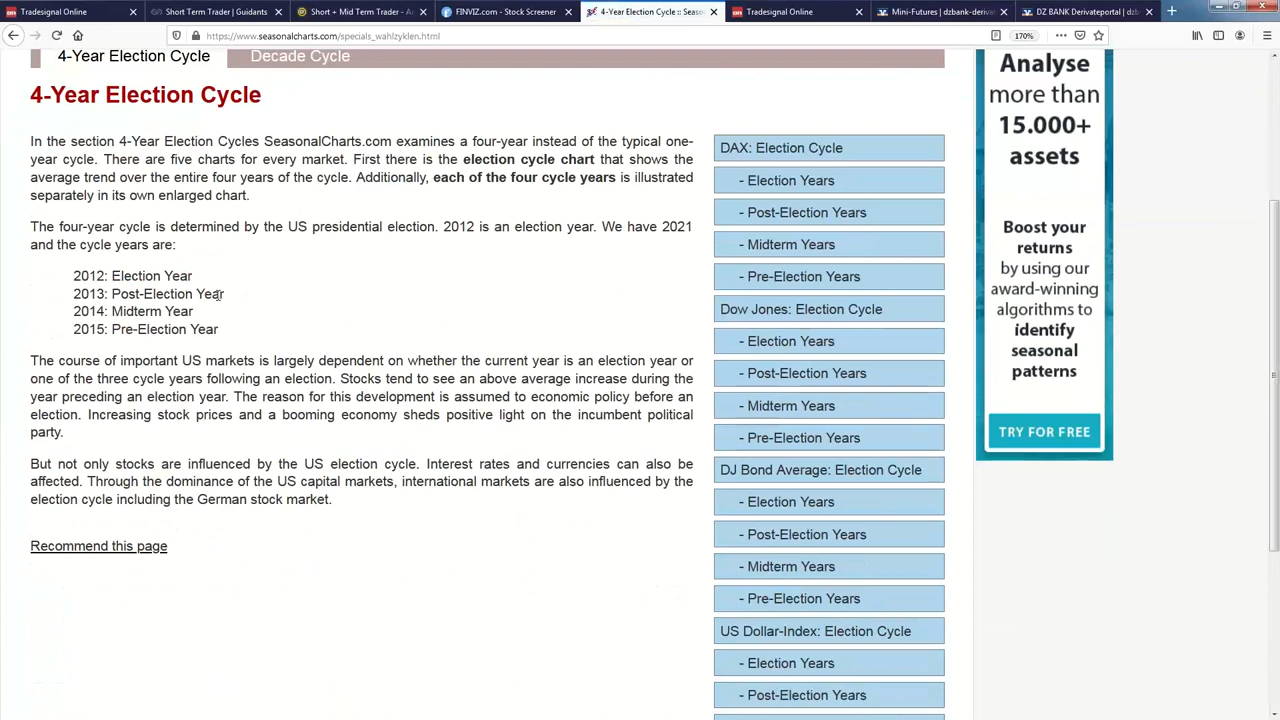 Tradesignal Online
Short Term Trader | Guidants
Short + Mid Term Trader - A
FINVIZ.com - Stock Screener
4-Year Election Cycle :: Seaso
Tradesignal Online
Mini-Futures | dzbank-derivat
DZ BANK Derivateportal | dzb
https://www.seasonalcharts.com/specials_wahlzyklen.html
170%
4-Year Election Cycle
Decade Cycle
4-Year Election Cycle
In the section 4-Year Election Cycles SeasonalCharts.com examines a four-year instead of the typical one-
year cycle. There are five charts for every market. First there is the election cycle chart that shows the
average trend over the entire four years of the cycle. Additionally, each of the four cycle years is illustrated
separately in its own enlarged chart.
The four-year cycle is determined by the US presidential election. 2012 is an election year. We have 2021
and the cycle years are:
2012: Election Year
2013: Post-Election Year
2014: Midterm Year
2015: Pre-Election Year
The course of important US markets is largely dependent on whether the current year is an election year or
one of the three cycle years following an election. Stocks tend to see an above average increase during the
year preceding an election year. The reason for this development is assumed to economic policy before an
election. Increasing stock prices and a booming economy sheds positive light on the incumbent political
party.
But not only stocks are influenced by the US election cycle. Interest rates and currencies can also be
affected. Through the dominance of the US capital markets, international markets are also influenced by the
election cycle including the German stock market.
Recommend this page
DAX: Election Cycle
- Election Years
- Post-Election Years
- Midterm Years
- Pre-Election Years
Dow Jones: Election Cycle
- Election Years
- Post-Election Years
- Midterm Years
- Pre-Election Years
DJ Bond Average: Election Cycle
- Election Years
- Post-Election Years
- Midterm Years
- Pre-Election Years
US Dollar-Index: Election Cycle
- Election Years
- Post-Election Years
Analyse
more than
15.000+
assets
Boost your
returns
by using our
award-winning
algorithms to
identify
seasonal
patterns
TRY FOR FREE